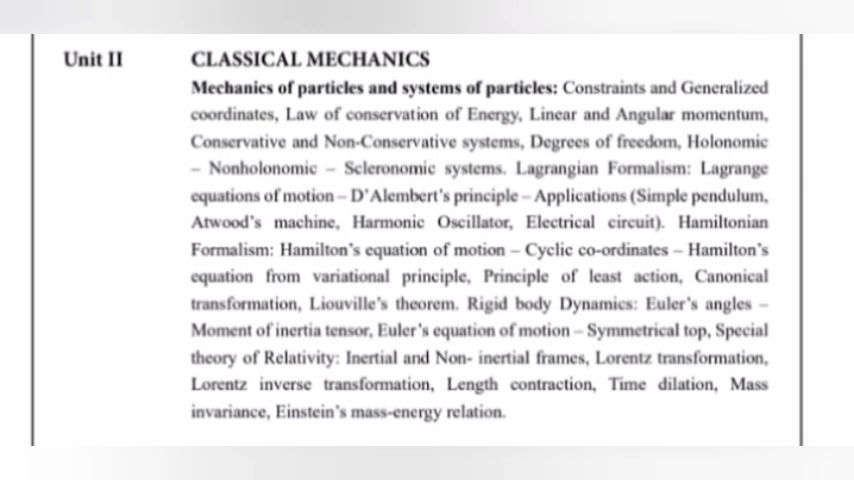 Unit II CLASSICAL MECHANICS
Mechanics of particles and systems of particles: Constraints and Generalized
coordinates, Law of conservation of Energy, Linear and Angular momentum,
Conservative and Non-Conservative systems, Degrees of freedom, Holonomic
– Nonholonomic – Scleronomic systems. Lagrangian Formalism: Lagrange
equations of motion – D'Alembert's principle – Applications (Simple pendulum,
Atwood's machine, Harmonic Oscillator, Electrical circuit). Hamiltonian
Formalism: Hamilton's equation of motion – Cyclic co-ordinates – Hamilton's
equation from variational principle, Principle of least action, Canonical
transformation, Liouville's theorem. Rigid body Dynamics: Euler's angles –
Moment of inertia tensor, Euler's equation of motion – Symmetrical top, Special
theory of Relativity: Inertial and Non- inertial frames, Lorentz transformation,
Lorentz inverse transformation, Length contraction, Time dilation, Mass
invariance, Einstein's mass-energy relation.